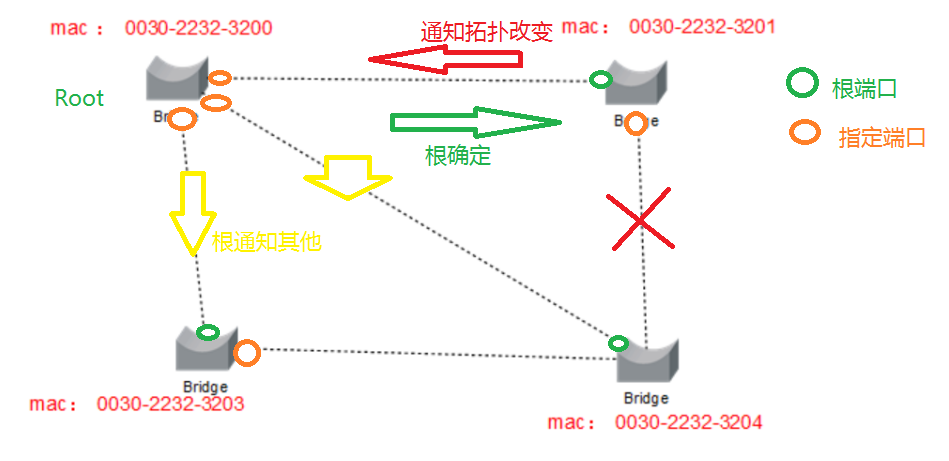 mac： 0030-2232-3200
通知拓扑改变
mac： 0030-2232-3201
Root
Bridge
Bridge
根端口
指定端口
根确定
根通知其他
Bridge
mac： 0030-2232-3203
Bridge
mac： 0030-2232-3204